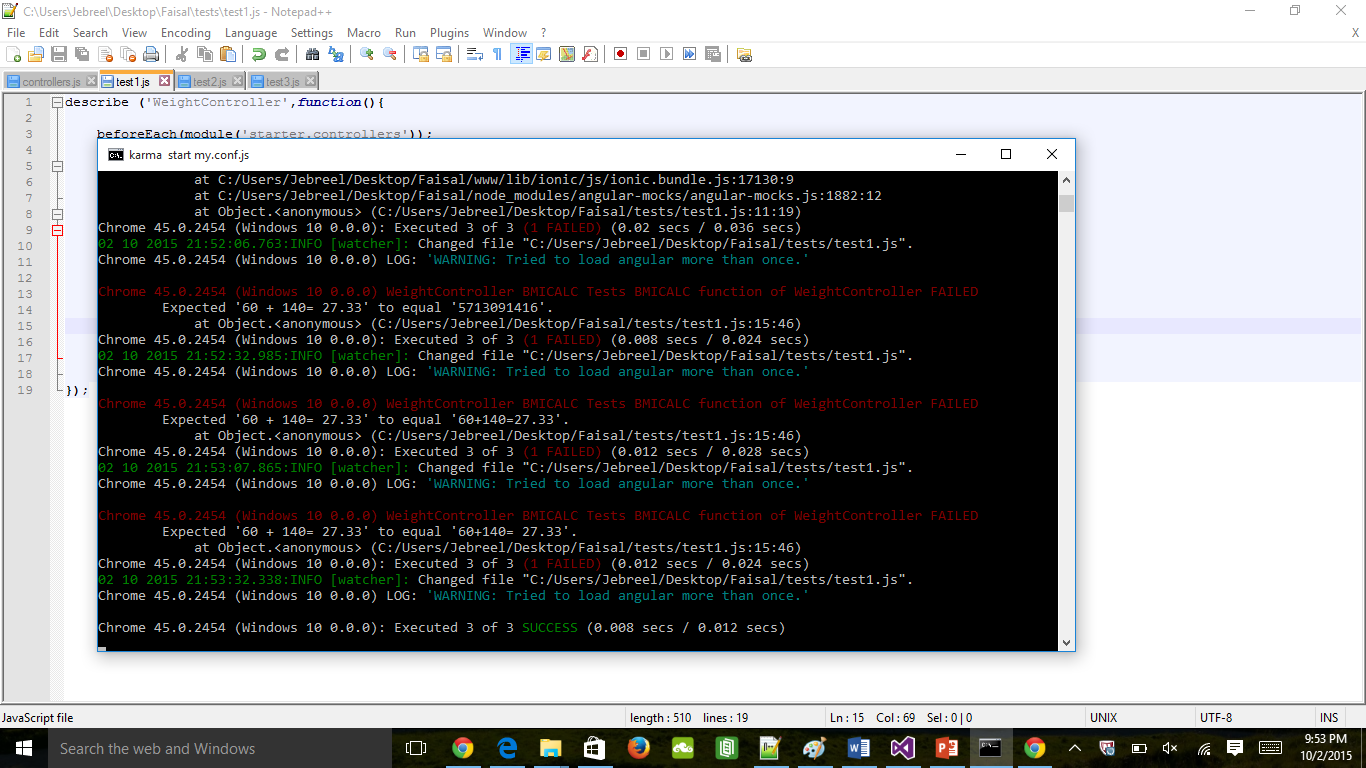 C:\Users\Jebreel\Desktop\Faisal\tests\test1.js - Notepad++
File Edit Search View Encoding Language Settings Macro Run Plugins Window ? X
controllers.js test1.js test2.js test3.js
1 describe ('WeightController',function(){
2
3 beforeEach(module('starter.controllers'));
4
5
6
7
8
9
10
11
12
13
14
15
16
17
18
19 });
karma start my.conf.js
at C:/Users/Jebreel/Desktop/Faisal/www/lib/ionic/js/ionic.bundle.js:17130:9
at C:/Users/Jebreel/Desktop/Faisal/node_modules/angular-mocks/angular-mocks.js:1882:12
at Object.<anonymous> (C:/Users/Jebreel/Desktop/Faisal/tests/test1.js:11:19)
Chrome 45.0.2454 (Windows 10 0.0.0): Executed 3 of 3 (1 FAILED) (0.02 secs / 0.036 secs)
02 10 2015 21:52:06.763:INFO [watcher]: Changed file "C:/Users/Jebreel/Desktop/Faisal/tests/test1.js".
Chrome 45.0.2454 (Windows 10 0.0.0) LOG: 'WARNING: Tried to load angular more than once.'
Chrome 45.0.2454 (Windows 10 0.0.0) WeightController BMICALC Tests BMICALC function of WeightController FAILED
Expected '60 + 140= 27.33' to equal '5713091416'.
at Object.<anonymous> (C:/Users/Jebreel/Desktop/Faisal/tests/test1.js:15:46)
Chrome 45.0.2454 (Windows 10 0.0.0): Executed 3 of 3 (1 FAILED) (0.008 secs / 0.024 secs)
02 10 2015 21:52:32.985:INFO [watcher]: Changed file "C:/Users/Jebreel/Desktop/Faisal/tests/test1.js".
Chrome 45.0.2454 (Windows 10 0.0.0) LOG: 'WARNING: Tried to load angular more than once.'
Chrome 45.0.2454 (Windows 10 0.0.0) WeightController BMICALC Tests BMICALC function of WeightController FAILED
Expected '60 + 140= 27.33' to equal '60+140=27.33'.
at Object.<anonymous> (C:/Users/Jebreel/Desktop/Faisal/tests/test1.js:15:46)
Chrome 45.0.2454 (Windows 10 0.0.0): Executed 3 of 3 (1 FAILED) (0.012 secs / 0.028 secs)
02 10 2015 21:53:07.865:INFO [watcher]: Changed file "C:/Users/Jebreel/Desktop/Faisal/tests/test1.js".
Chrome 45.0.2454 (Windows 10 0.0.0) LOG: 'WARNING: Tried to load angular more than once.'
Chrome 45.0.2454 (Windows 10 0.0.0) WeightController BMICALC Tests BMICALC function of WeightController FAILED
Expected '60 + 140= 27.33' to equal '60+140= 27.33'.
at Object.<anonymous> (C:/Users/Jebreel/Desktop/Faisal/tests/test1.js:15:46)
Chrome 45.0.2454 (Windows 10 0.0.0): Executed 3 of 3 (1 FAILED) (0.012 secs / 0.024 secs)
02 10 2015 21:53:32.338:INFO [watcher]: Changed file "C:/Users/Jebreel/Desktop/Faisal/tests/test1.js".
Chrome 45.0.2454 (Windows 10 0.0.0) LOG: 'WARNING: Tried to load angular more than once.'
Chrome 45.0.2454 (Windows 10 0.0.0): Executed 3 of 3 SUCCESS (0.008 secs / 0.012 secs)
JavaScript file length : 510 lines : 19 Ln : 15 Col : 69 Sel : 0 | 0 UNIX UTF-8 INS
Search the web and Windows
9:53 PM
10/2/2015